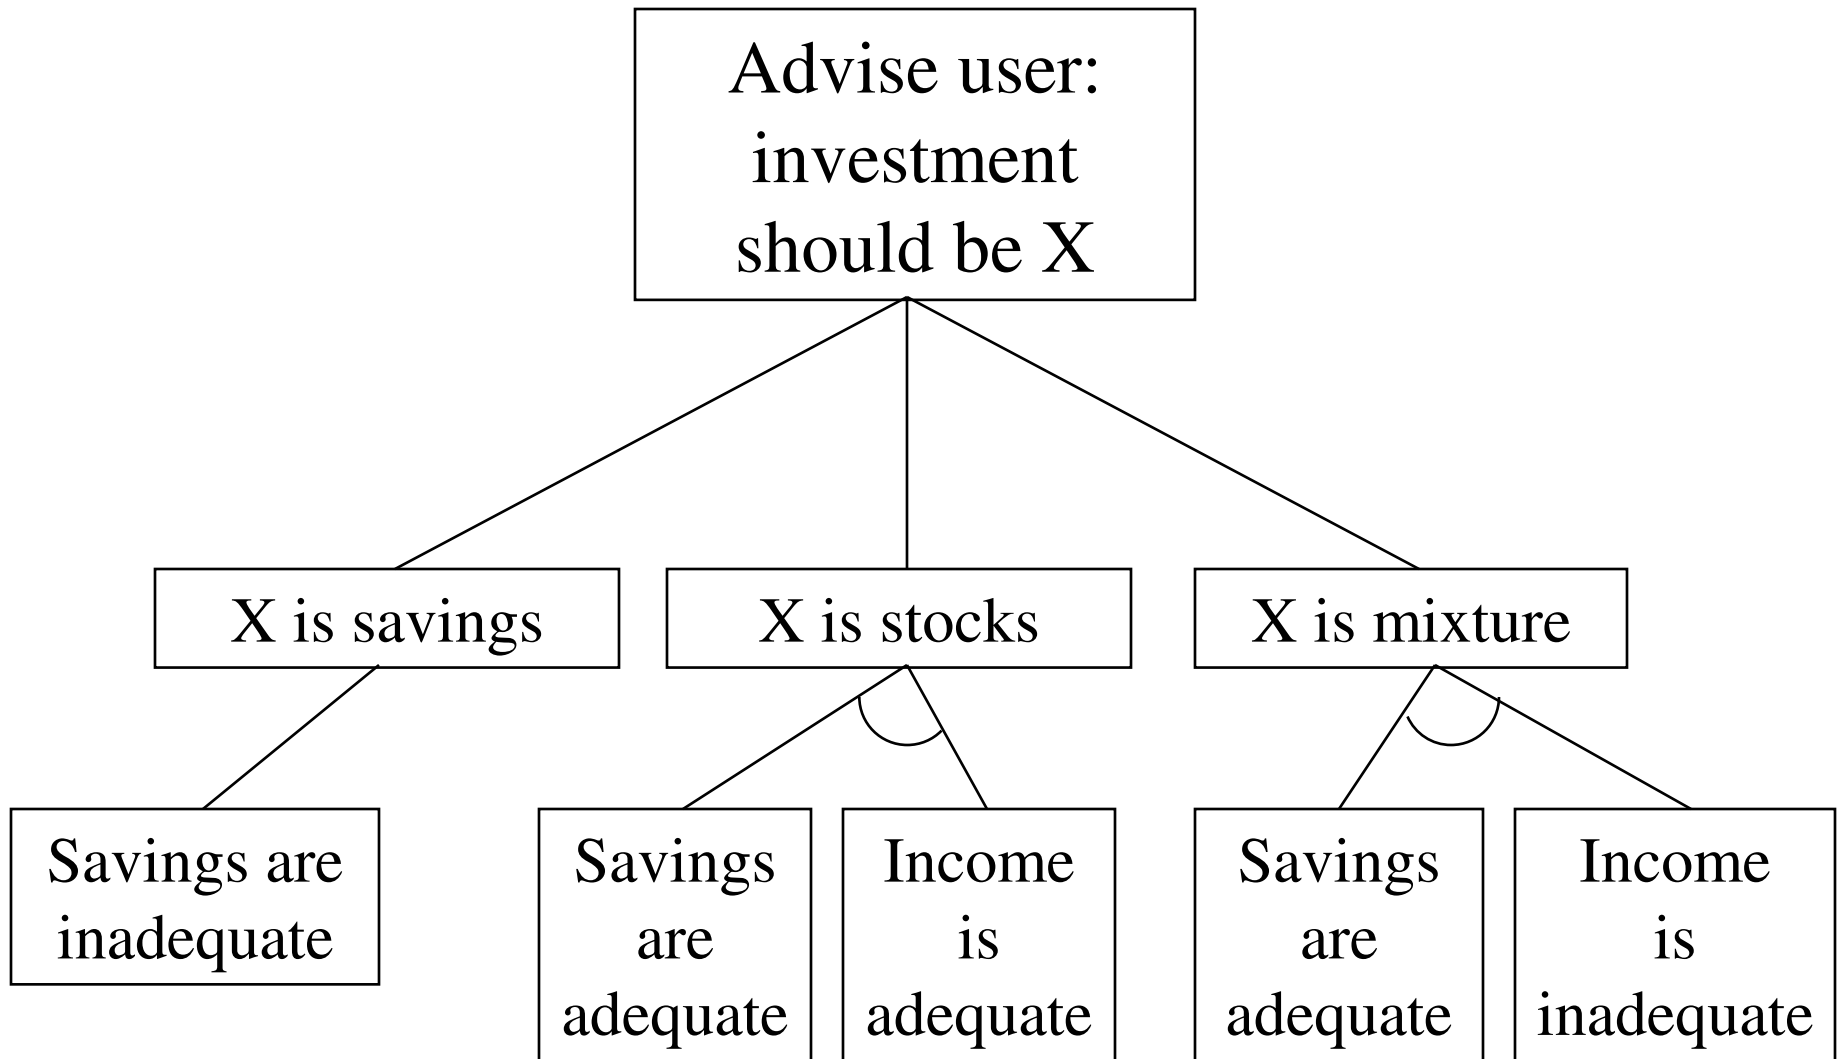 Advise user:
investment
should be X
X is savings
X is stocks
X is mixture
Savings are
inadequate
Savings
are
adequate
Income
is
adequate
Savings
are
adequate
Income
is
inadequate